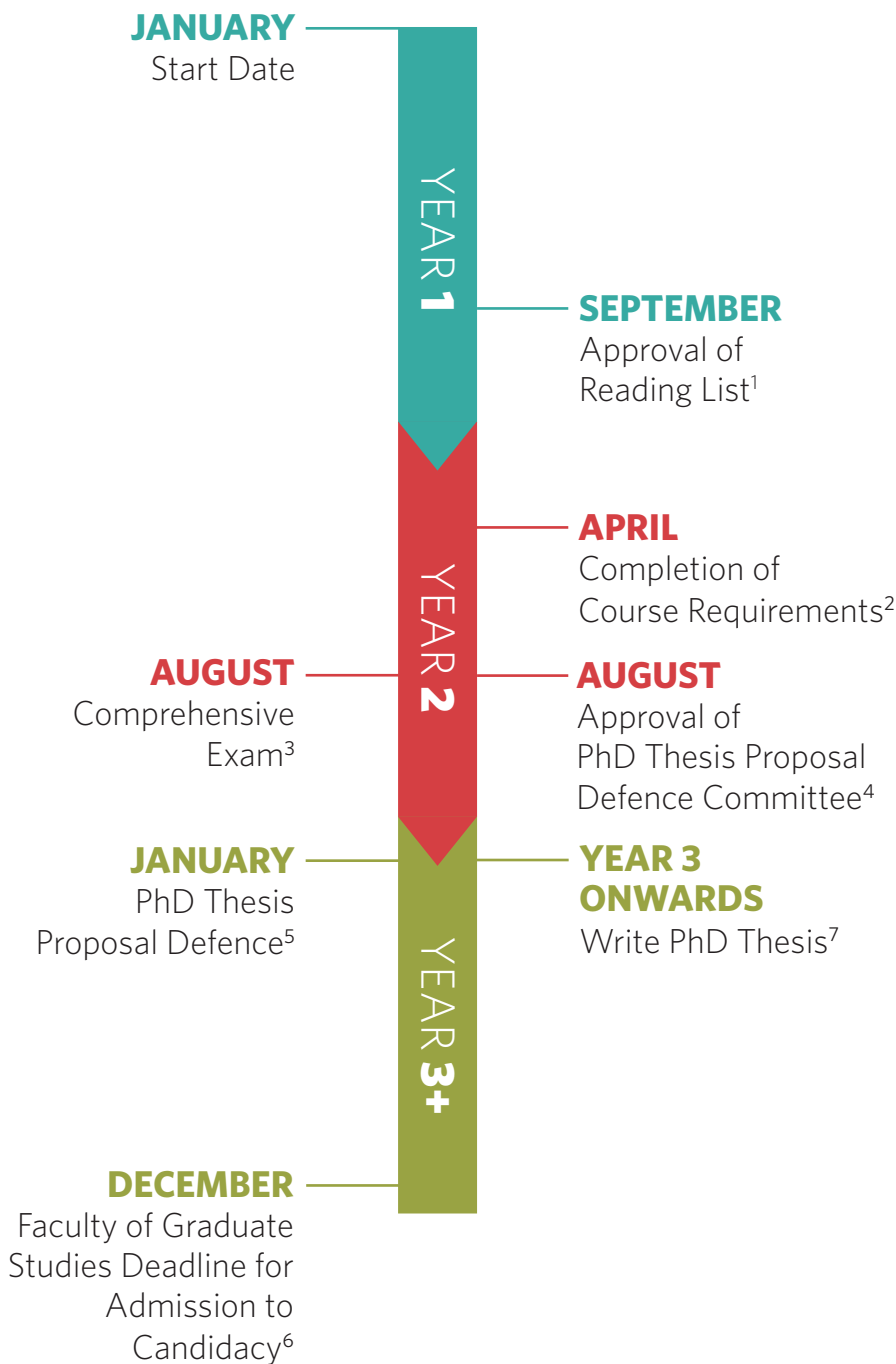 JANUARY
Start Date
YEAR 1
SEPTEMBER
Approval of
Reading List¹
APRIL
Completion of
Course Requirements²
YEAR 2
AUGUST
Comprehensive
Exam³
AUGUST
Approval of
PhD Thesis Proposal
Defence Committee⁴
JANUARY
PhD Thesis
Proposal Defence⁵
YEAR 3
ONWARDS
Write PhD Thesis⁷
YEAR 3+
DECEMBER
Faculty of Graduate
Studies Deadline for
Admission to
Candidacy⁶